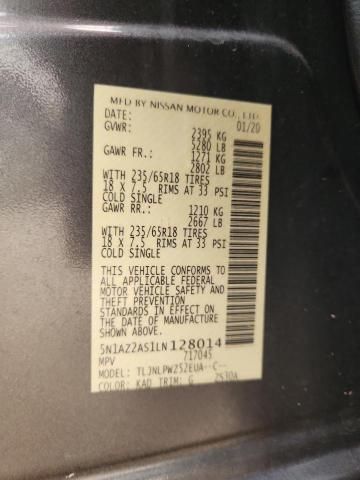 MFD BY NISSAN MOTOR CO., LTD.
DATE: 01/20
GVWR: 2395 KG
5280 LB
GAWR FR.: 1271 KG
2802 LB
WITH 235/65R18 TIRES
18 X 7.5 RIMS AT 33 PSI
COLD SINGLE
GAWR RR.: 1210 KG
2667 LB
WITH 235/65R18 TIRES
18 X 7.5 RIMS AT 33 PSI
COLD SINGLE
THIS VEHICLE CONFORMS TO
ALL APPLICABLE FEDERAL
MOTOR VEHICLE SAFETY AND
THEFT PREVENTION
STANDARDS IN EFFECT ON
THE DATE OF MANUFACTURE
SHOWN ABOVE.
5N1AZ2AS1LN128014
MPV 717045
MODEL: TLJNLPWZ52EUA--C--
COLOR: KAD TRIM: G Z530A